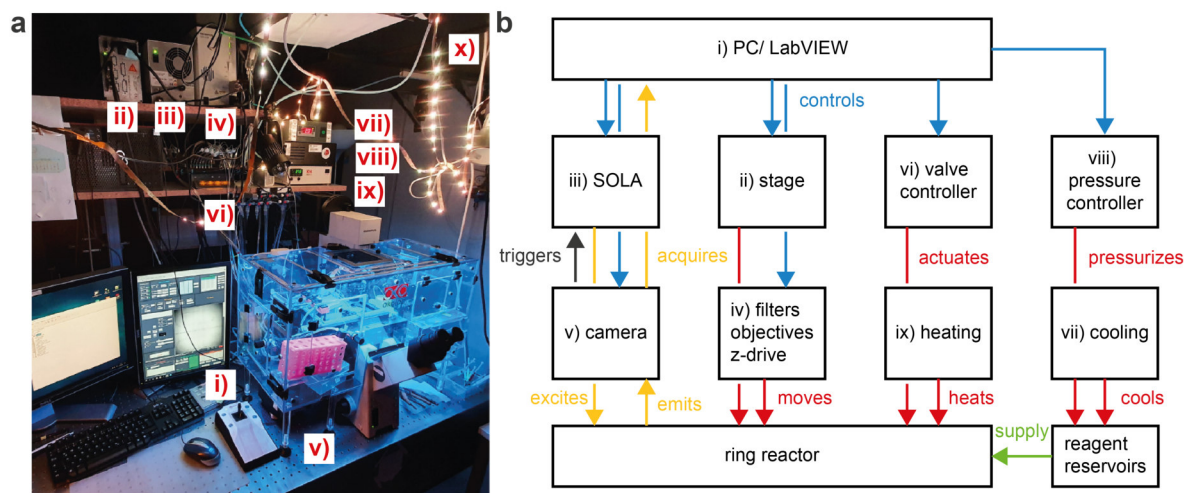 a
ii)
iii)
iv)
x)
vii)
viii)
ix)
vi)
i)
v)
b
i) PC/ LabVIEW
controls
iii) SOLA
ii) stage
vi) valve
controller
viii)
pressure
controller
triggers
acquires
actuates
pressurizes
v) camera
iv) filters
objectives
z-drive
ix) heating
vii) cooling
excites
emits
moves
heats
cools
ring reactor
supply
reagent
reservoirs